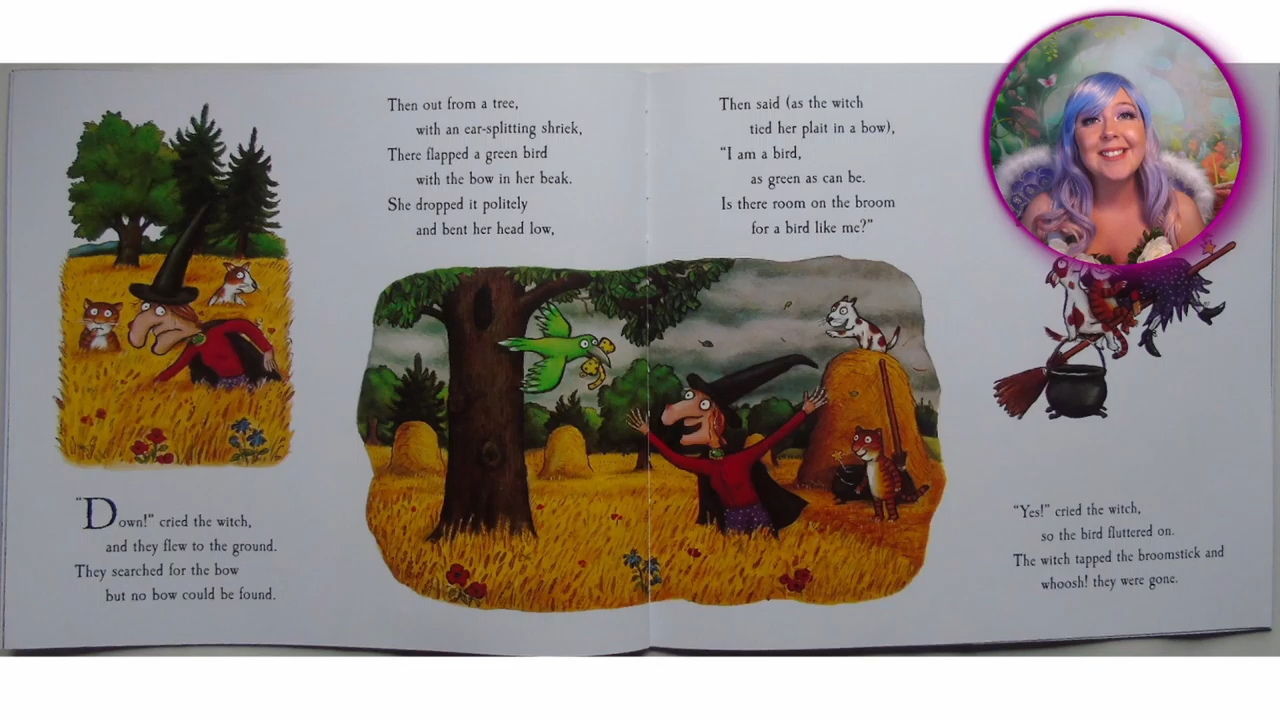 "Down!" cried the witch,
and they flew to the ground.
They searched for the bow
but no bow could be found.
Then out from a tree,
with an ear-splitting shriek,
There flapped a green bird
with the bow in her beak.
She dropped it politely
and bent her head low,
Then said (as the witch
tied her plait in a bow),
"I am a bird,
as green as can be.
Is there room on the broom
for a bird like me?"
"Yes!" cried the witch,
so the bird fluttered on.
The witch tapped the broomstick and
whoosh! they were gone.